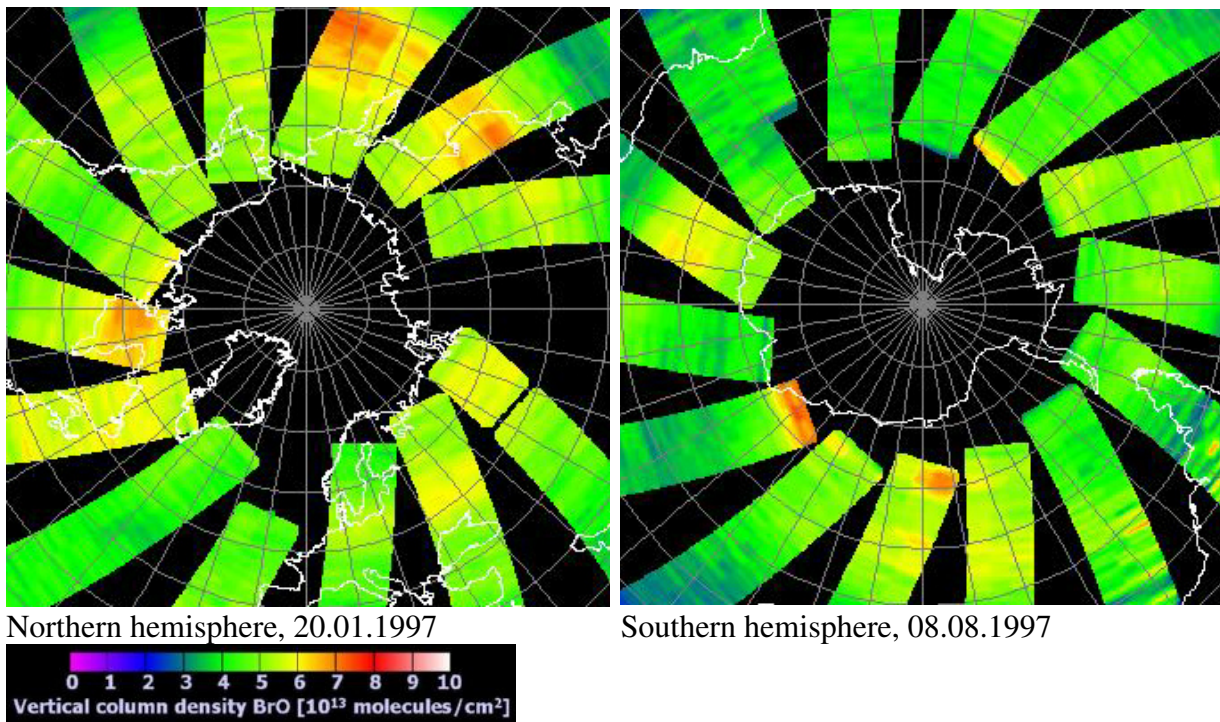 Northern hemisphere, 20.01.1997
Southern hemisphere, 08.08.1997
0 1 2 3 4 5 6 7 8 9 10
Vertical column density BrO [10¹³ molecules/cm²]